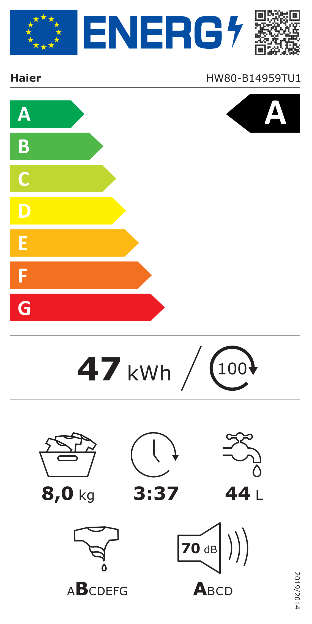 ENERG
Haier HW80-B14959TU1
A A
B
C
D
E
F
G
47 kWh / 100
8,0 kg 3:37 44 L
70 dB
ABCDEFG ABCD
2019/2014